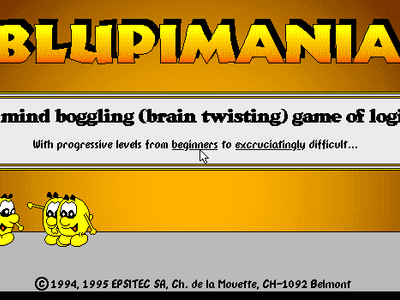 BLUPIMANIA
mind boggling (brain twisting) game of logi
With progressive levels from beginners to excruciatingly difficult...
© 1994, 1995 EPSITEC SA, Ch. de la Mouette, CH-1092 Belmont